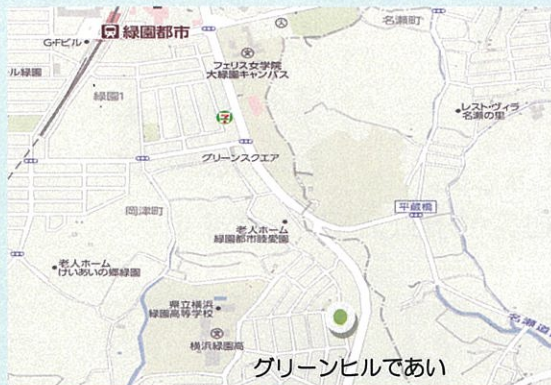 名瀬町
緑園都市
G・Fビル
フェリス女学院
大緑園キャンパス
ル緑園
緑園1
レスト・ヴィラ
名瀬の里
グリーンスクエア
岡津町
平蔵橋
老人ホーム
緑園都市睦愛園
老人ホーム
けいあいの郷緑園
県立横浜
緑園高等学校
名瀬道
横浜緑園高
グリーンヒルであい